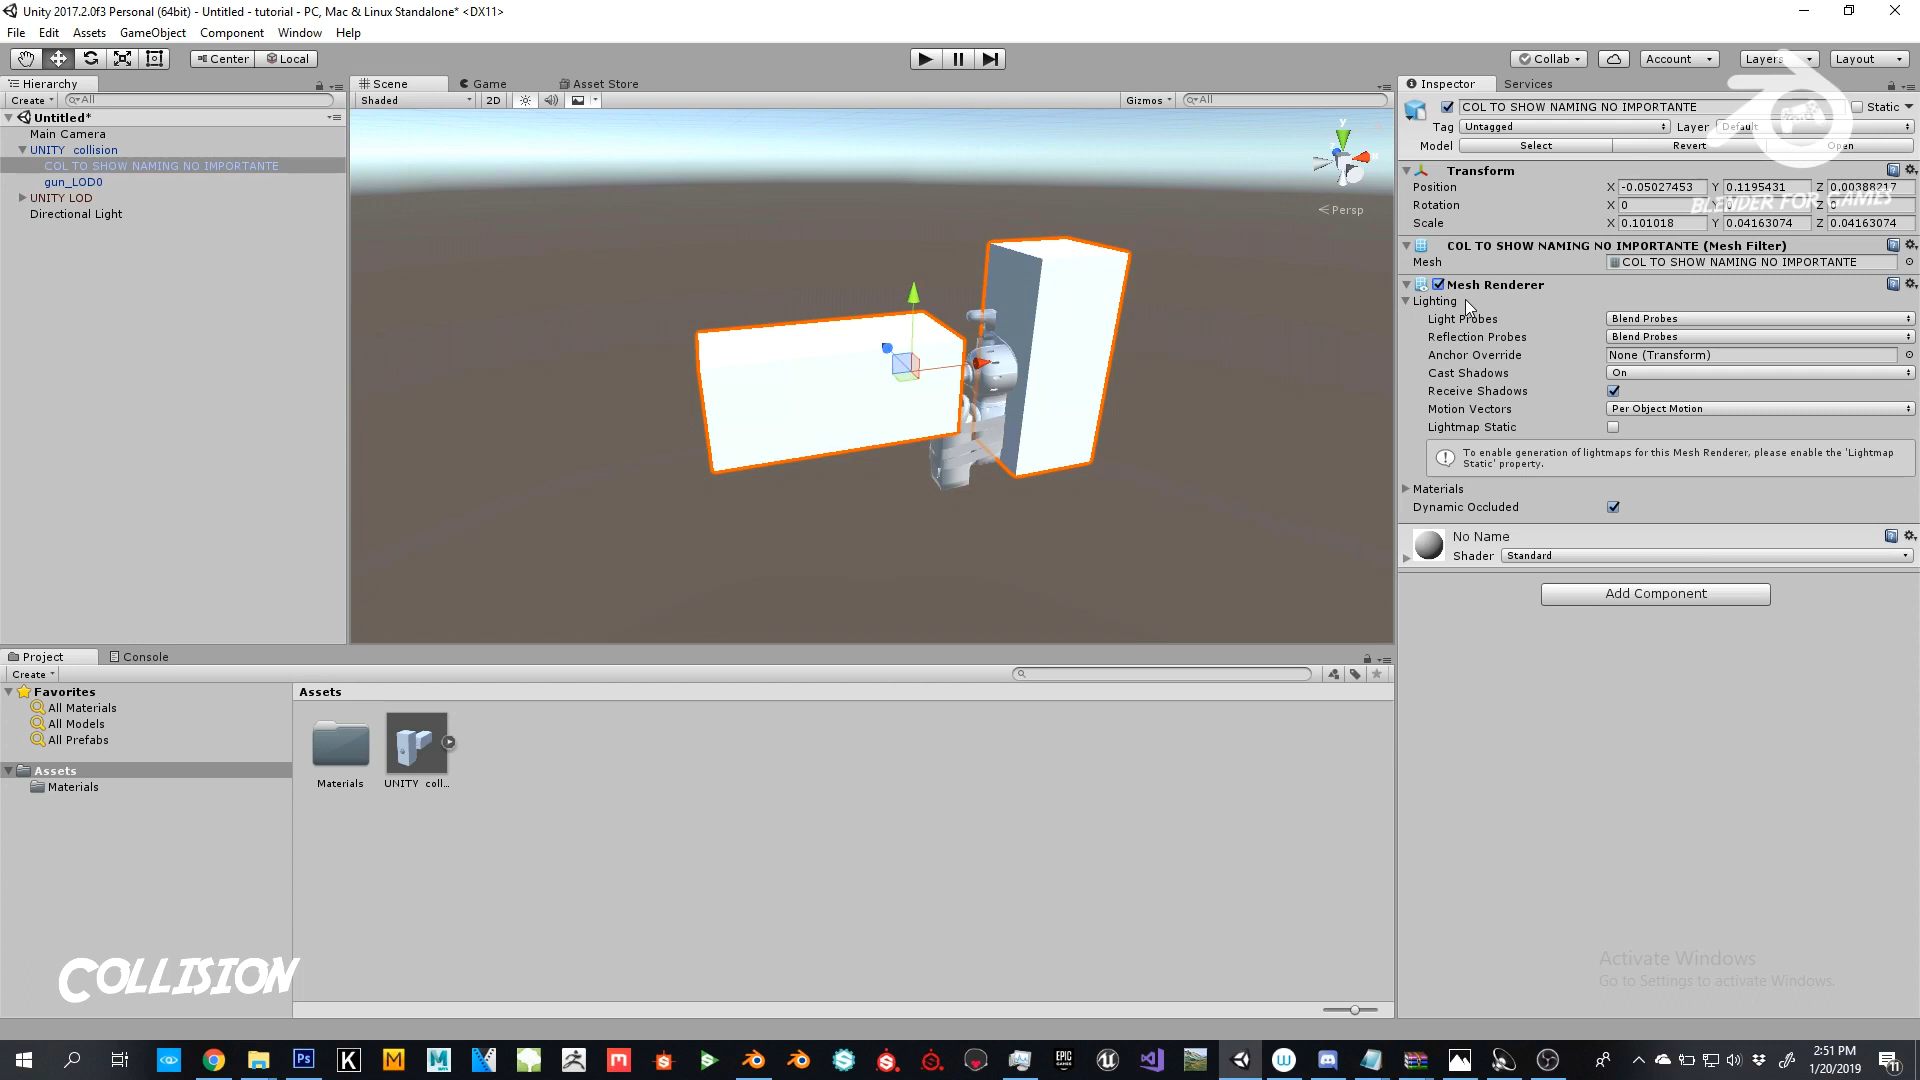 Unity 2017.2.0f3 Personal (64bit) - Untitled - tutorial - PC, Mac & Linux Standalone* <DX11>
File Edit Assets GameObject Component Window Help
Center Local
Collab Account Layers Layout
Hierarchy
Create All
Untitled*
Main Camera
UNITY collision
COL TO SHOW NAMING NO IMPORTANTE
gun_LOD0
UNITY LOD
Directional Light
Scene Game Asset Store
Shaded 2D Gizmos All
y
x
Persp
Inspector Services
COL TO SHOW NAMING NO IMPORTANTE Static
Tag Untagged Layer Default
Model Select Revert Open
Transform
Position X -0.05027453 Y 0.1195431 Z 0.00388217
Rotation X 0 Y 0 Z 0
BLENDER FOR GAMES
Scale X 0.101018 Y 0.04163074 Z 0.04163074
COL TO SHOW NAMING NO IMPORTANTE (Mesh Filter)
Mesh COL TO SHOW NAMING NO IMPORTANTE
Mesh Renderer
Lighting
Light Probes Blend Probes
Reflection Probes Blend Probes
Anchor Override None (Transform)
Cast Shadows On
Receive Shadows
Motion Vectors Per Object Motion
Lightmap Static
To enable generation of lightmaps for this Mesh Renderer, please enable the 'Lightmap
Static' property.
Materials
Dynamic Occluded
No Name
Shader Standard
Add Component
Project Console
Create
Favorites
All Materials
All Models
All Prefabs
Assets
Materials
Assets
Materials UNITY coll...
COLLISION
Activate Windows
Go to Settings to activate Windows.
2:51 PM
1/20/2019
11